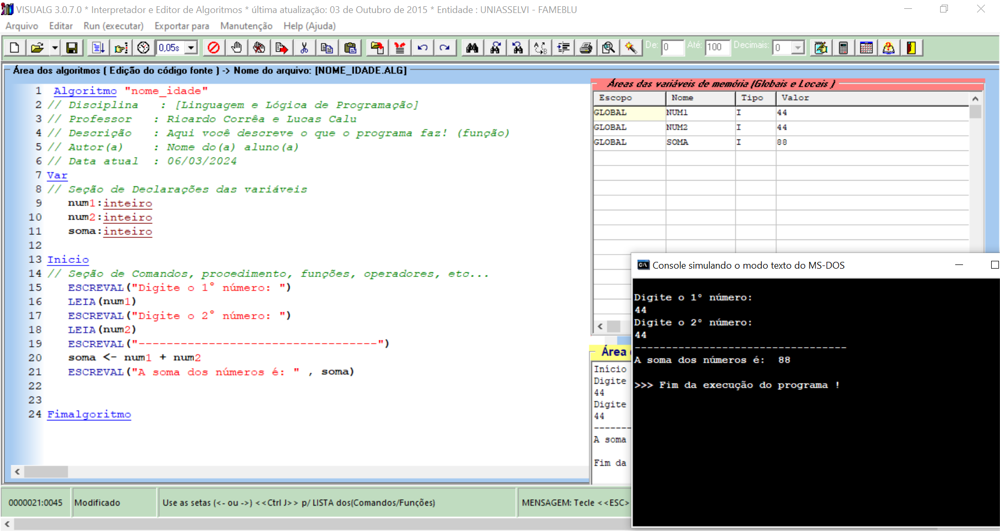 VISUALG 3.0.7.0 * Interpretador e Editor de Algoritmos * última atualização: 03 de Outubro de 2015 * Entidade : UNIASSELVI - FAMEBLU
Arquivo Editar Run (executar) Exportar para Manutenção Help (Ajuda)
0,05s De: 0 Até: 100 Decimais: 0
Área dos algoritmos ( Edição do código fonte ) -> Nome do arquivo: [NOME_IDADE.ALG]
1 Algoritmo "nome_idade"
2 // Disciplina : [Linguagem e Lógica de Programação]
3 // Professor : Ricardo Corrêa e Lucas Calu
4 // Descrição : Aqui você descreve o que o programa faz! (função)
5 // Autor(a) : Nome do(a) aluno(a)
6 // Data atual : 06/03/2024
7 Var
8 // Seção de Declarações das variáveis
9 num1:inteiro
10 num2:inteiro
11 soma:inteiro
12
13 Inicio
14 // Seção de Comandos, procedimento, funções, operadores, etc...
15 ESCREVAL("Digite o 1° número: ")
16 LEIA(num1)
17 ESCREVAL("Digite o 2° número: ")
18 LEIA(num2)
19 ESCREVAL("----------------------------------")
20 soma <- num1 + num2
21 ESCREVAL("A soma dos números é: " , soma)
22
23
24 Fimalgoritmo
Áreas das variáveis de memória (Globais e Locais )
Escopo Nome Tipo Valor
GLOBAL NUM1 I 44
GLOBAL NUM2 I 44
GLOBAL SOMA I 88
Área
Início
Digite
44
Digite
44
------
A soma
Fim da
Console simulando o modo texto do MS-DOS
Digite o 1° número:
44
Digite o 2° número:
44
----------------------------------
A soma dos números é: 88
>>> Fim da execução do programa !
0000021:0045 Modificado Use as setas (<- ou ->) <<Ctrl J>> p/ LISTA dos(Comandos/Funções) MENSAGEM: Tecle <<ESC>